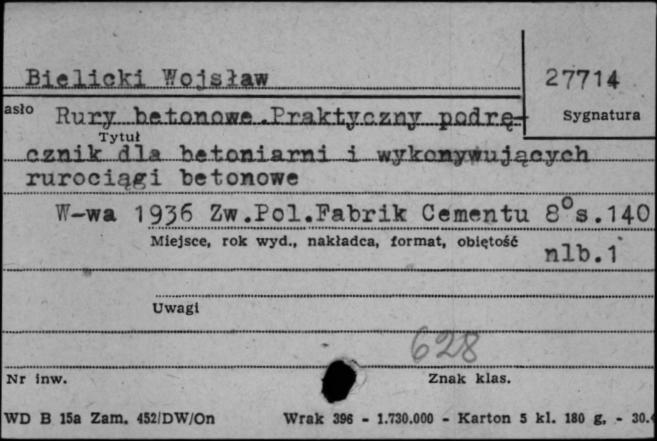 Bielicki Wojsław
27714
asło Rury betonowe.Praktyczny podrę-
Sygnatura
Tytuł
cznik dla betoniarni i wykonywujących
rurociągi betonowe
W-wa 1936 Zw.Pol.Fabrik Cementu 8° s.140
Miejsce, rok wyd., nakładca, format, obiętość
nlb.1
Uwagi
628
Nr inw.
Znak klas.
WD B 15a Zam. 452/DW/On Wrak 396 - 1.730.000 - Karton 5 kl. 180 g. - 30.